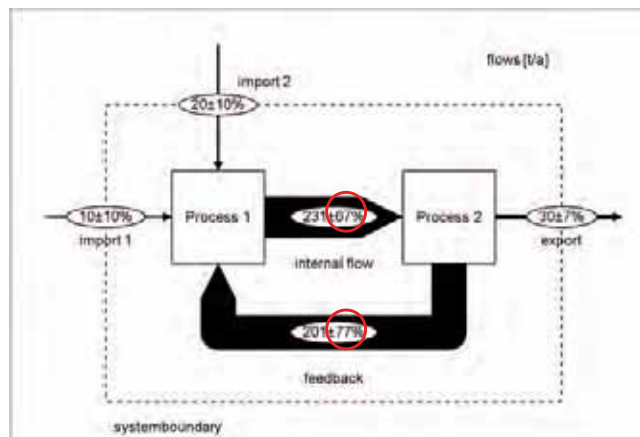 flows [t/a]
import 2
20±10%
10±10%
Process 1
231±67%
Process 2
30±7%
import 1
internal flow
export
201±77%
feedback
systemboundary